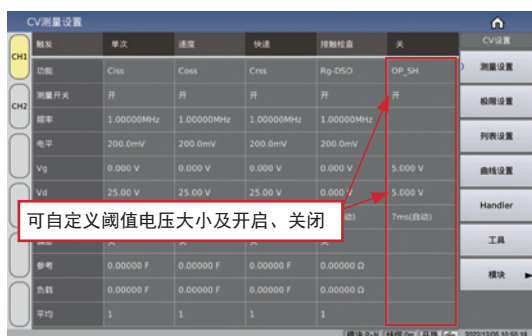 CV测量设置
CH1
CH2
触发 单次 速度 快速 接触检查 关
功能 Ciss Coss Crss Rg-DSO OP_SH
测量开关 开 开 开 开 开
频率 1.00000MHz 1.00000MHz 1.00000MHz 1.00000MHz
电平 200.0mV 200.0mV 200.0mV 200.0mV
Vg 0.000 V 0.000 V 0.000 V 0.000 V 5.000 V
Vd 25.00 V 25.00 V 25.00 V 0.000 V 5.000 V
7ms(自动)
可自定义阈值电压大小及开启、关闭
参考 0.00000 F 0.00000 F 0.00000 F 0.00000 Ω
负载 0.00000 F 0.00000 F 0.00000 F 0.00000 Ω
平均 1 1 1 1
CV设置
测量设置
极限设置
列表设置
曲线设置
Handler
工具
模块